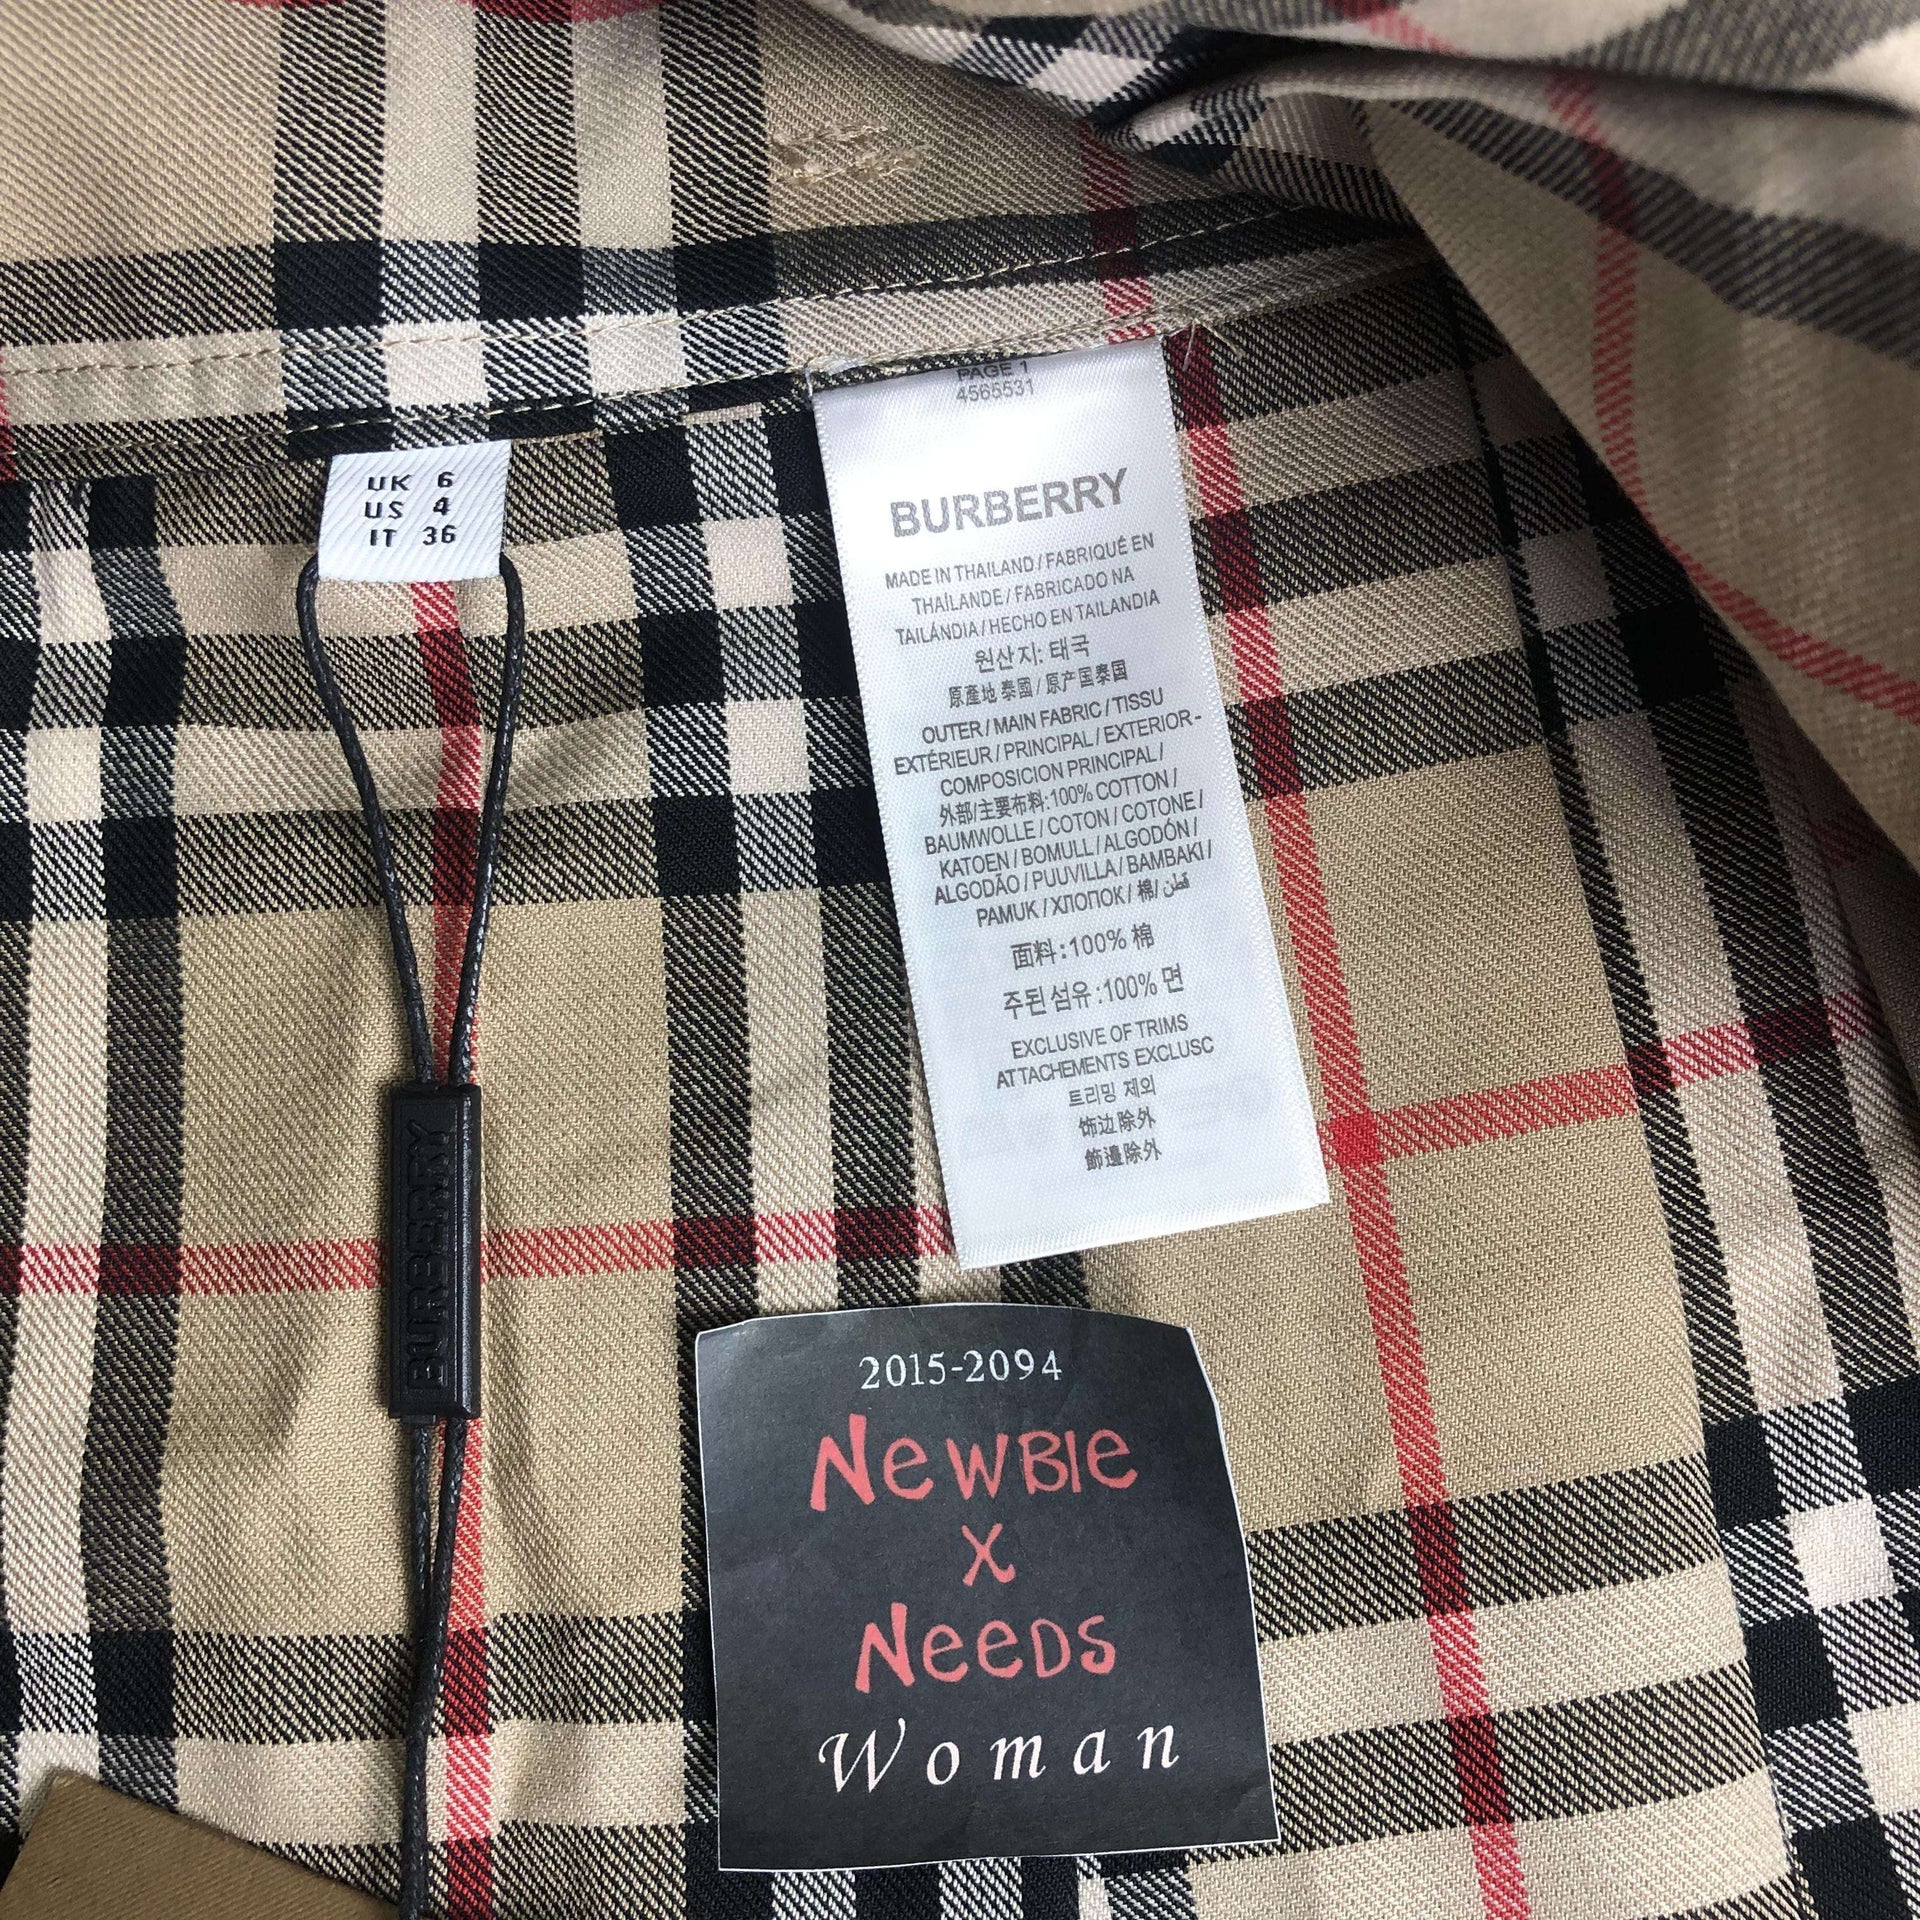 UK 6
US 4
IT 36
PAGE 1
4565531
BURBERRY
MADE IN THAILAND / FABRIQUÉ EN
THAÍLANDE / FABRICADO NA
TAILÁNDIA / HECHO EN TAILANDIA
원산지: 태국
原產地 泰國 / 原产国泰国
OUTER / MAIN FABRIC / TISSU
EXTÉRIEUR / PRINCIPAL / EXTERIOR-
COMPOSICION PRINCIPAL /
外部/主要布料:100% COTTON /
BAUMWOLLE / COTON / COTONE /
KATOEN / BOMULL / ALGODÓN /
ALGODÃO / PUUVILLA / BAMBAKI /
PAMUK / ХЛОПОК / 棉 / قطن
面料:100% 棉
주된 섬유:100% 면
EXCLUSIVE OF TRIMS
ATTACHEMENTS EXCLUSC
트리밍 제외
饰边除外
飾邊除外
BURBERRY
2015-2094
NewBie
X
NeeDS
Woman